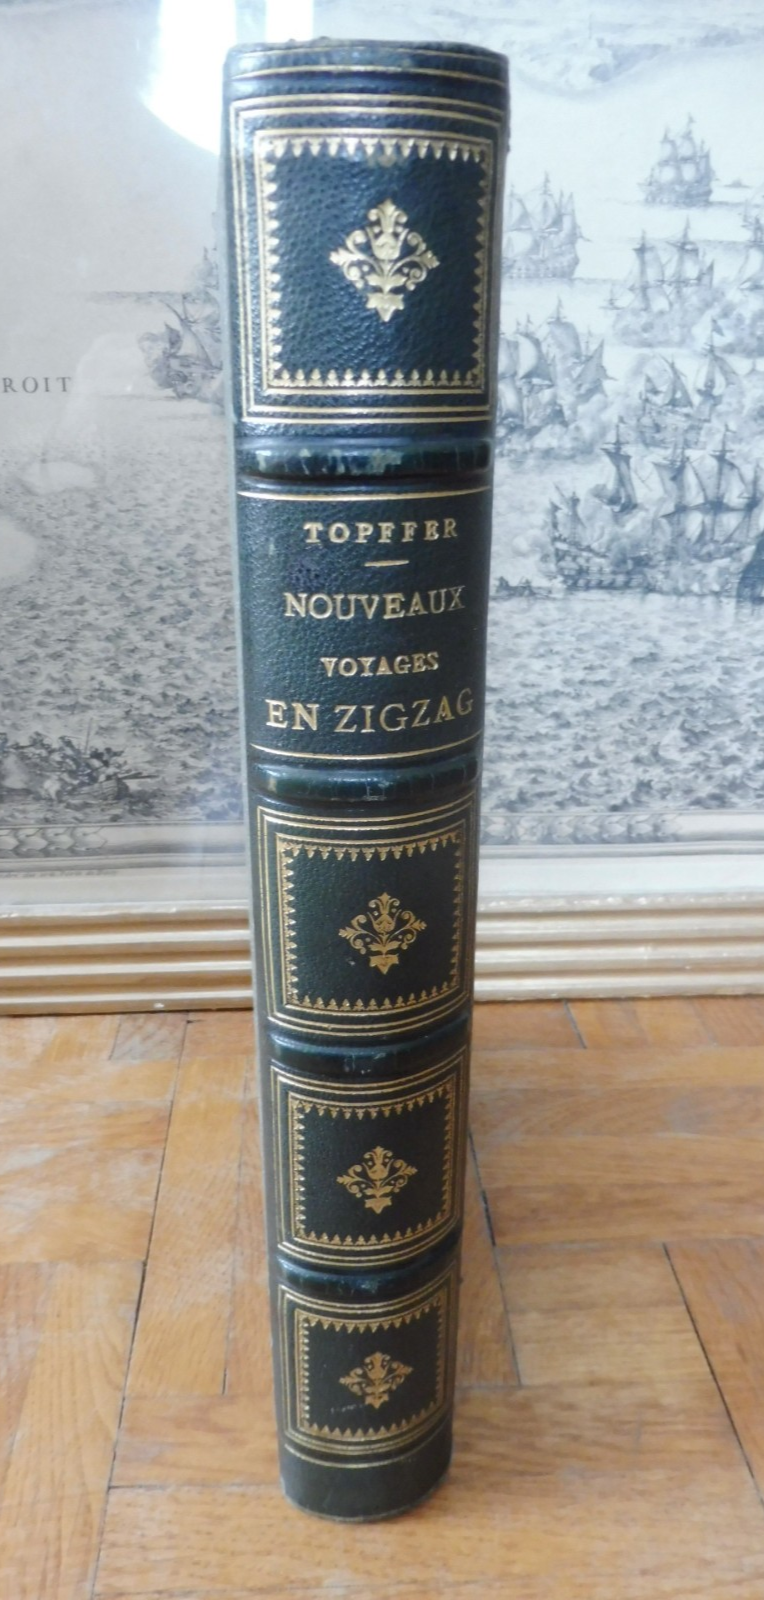 ROIT
TOPFFER
NOUVEAUX
VOYAGES
EN ZIGZAG